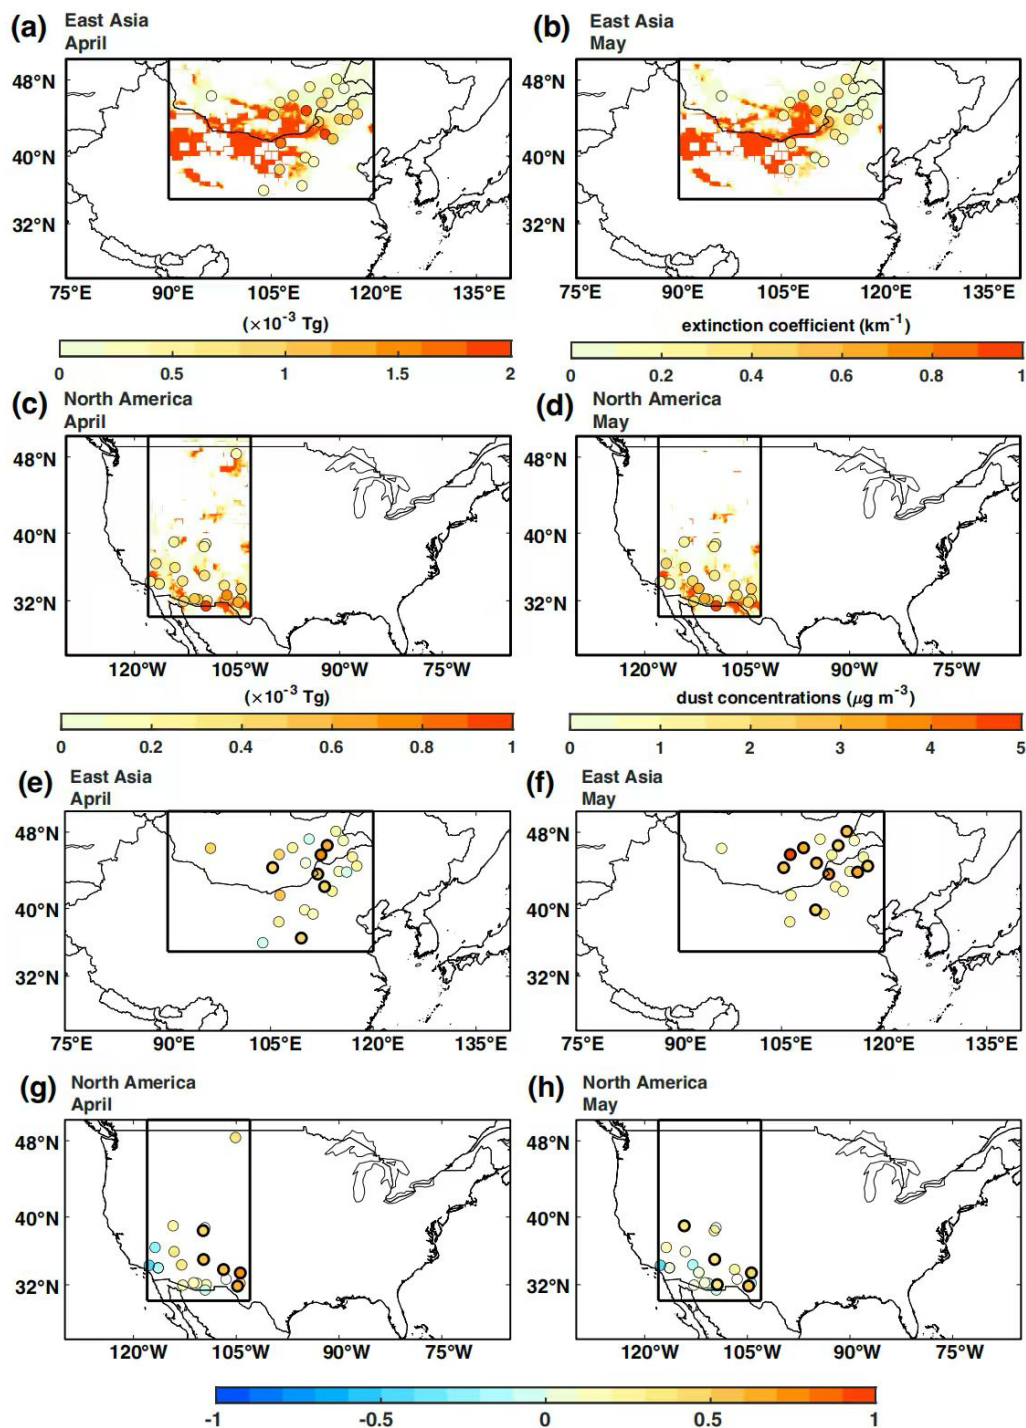 (a) East Asia
April
(b) East Asia
May
48°N
40°N
32°N
75°E 90°E 105°E 120°E 135°E
48°N
40°N
32°N
75°E 90°E 105°E 120°E 135°E
(×10-3 Tg)
0 0.5 1 1.5 2
extinction coefficient (km-1)
0 0.2 0.4 0.6 0.8 1
(c) North America
April
(d) North America
May
48°N
40°N
32°N
120°W 105°W 90°W 75°W
48°N
40°N
32°N
120°W 105°W 90°W 75°W
(×10-3 Tg)
0 0.2 0.4 0.6 0.8 1
dust concentrations (μg m-3)
0 1 2 3 4 5
(e) East Asia
April
(f) East Asia
May
48°N
40°N
32°N
75°E 90°E 105°E 120°E 135°E
48°N
40°N
32°N
75°E 90°E 105°E 120°E 135°E
(g) North America
April
(h) North America
May
48°N
40°N
32°N
120°W 105°W 90°W 75°W
48°N
40°N
32°N
120°W 105°W 90°W 75°W
-1 -0.5 0 0.5 1